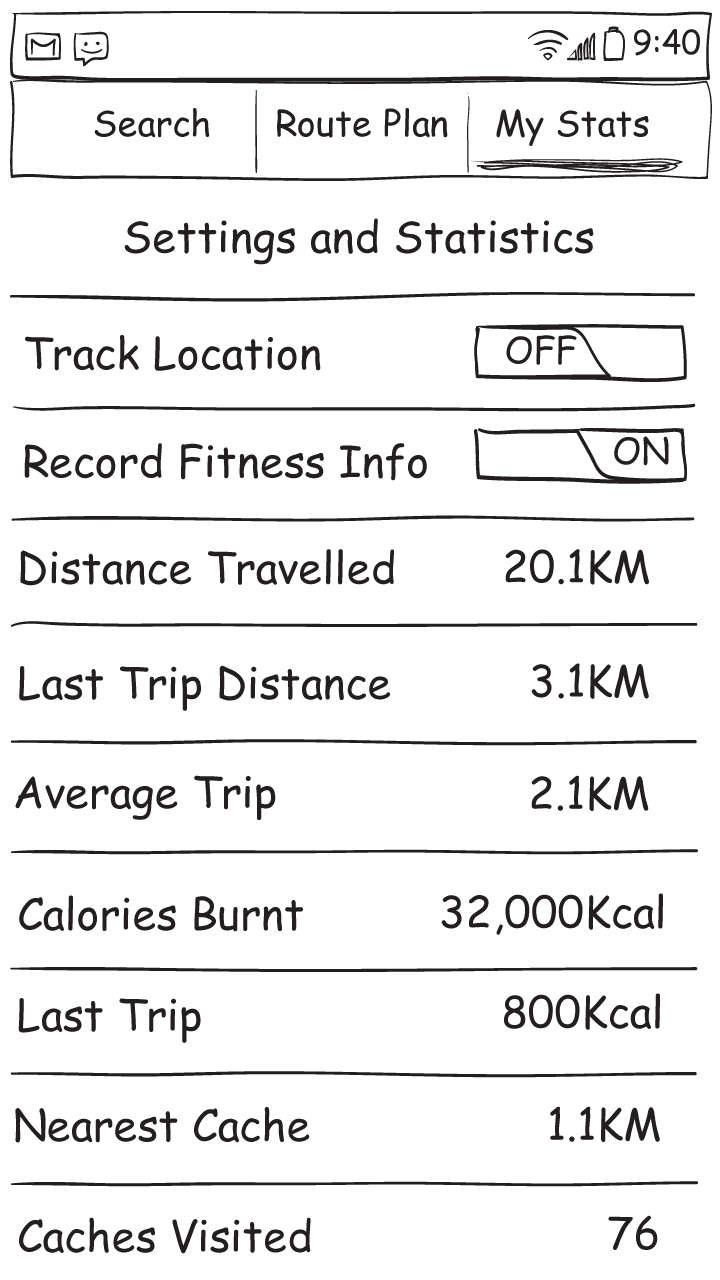 9:40
Search Route Plan My Stats
Settings and Statistics
Track Location OFF
Record Fitness Info ON
Distance Travelled 20.1KM
Last Trip Distance 3.1KM
Average Trip 2.1KM
Calories Burnt 32,000Kcal
Last Trip 800Kcal
Nearest Cache 1.1KM
Caches Visited 76